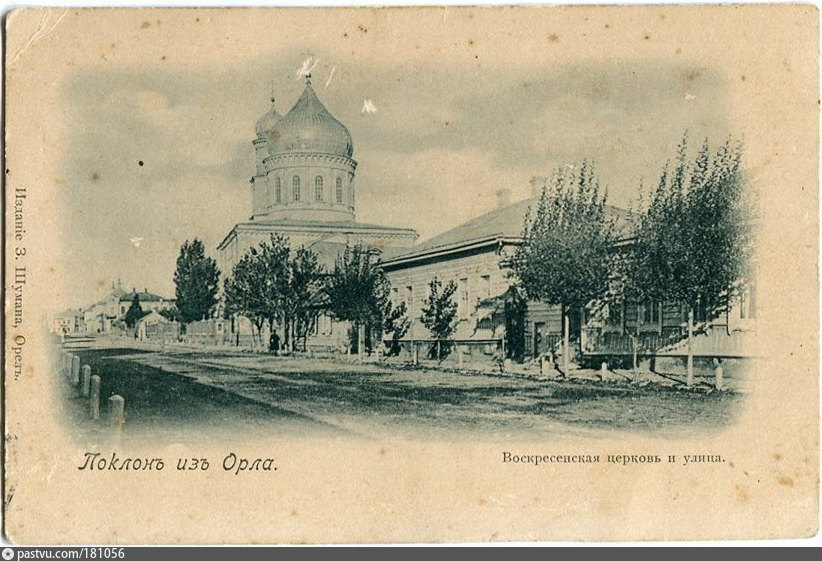 Изданіе З. Шумана, Орелъ.
Поклонъ изъ Орла.
Воскресенская церковь и улица.
pastvu.com/181056